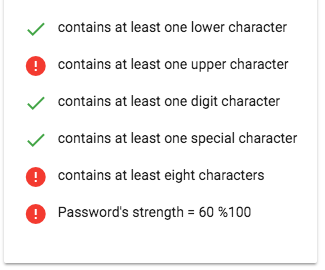 contains at least one lower character
contains at least one upper character
contains at least one digit character
contains at least one special character
contains at least eight characters
Password's strength = 60 %100